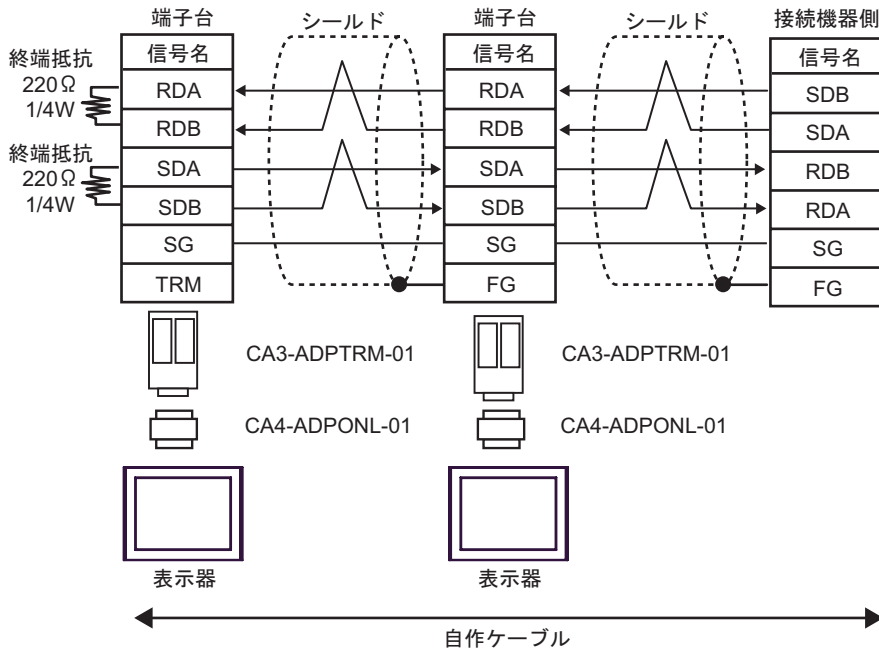 端子台
シールド
端子台
シールド
接続機器側
終端抵抗
220Ω
1/4W
終端抵抗
220Ω
1/4W
信号名
RDA
RDB
SDA
SDB
SG
TRM
信号名
RDA
RDB
SDA
SDB
SG
FG
信号名
SDB
SDA
RDB
RDA
SG
FG
CA3-ADPTRM-01
CA3-ADPTRM-01
CA4-ADPONL-01
CA4-ADPONL-01
表示器
表示器
自作ケーブル